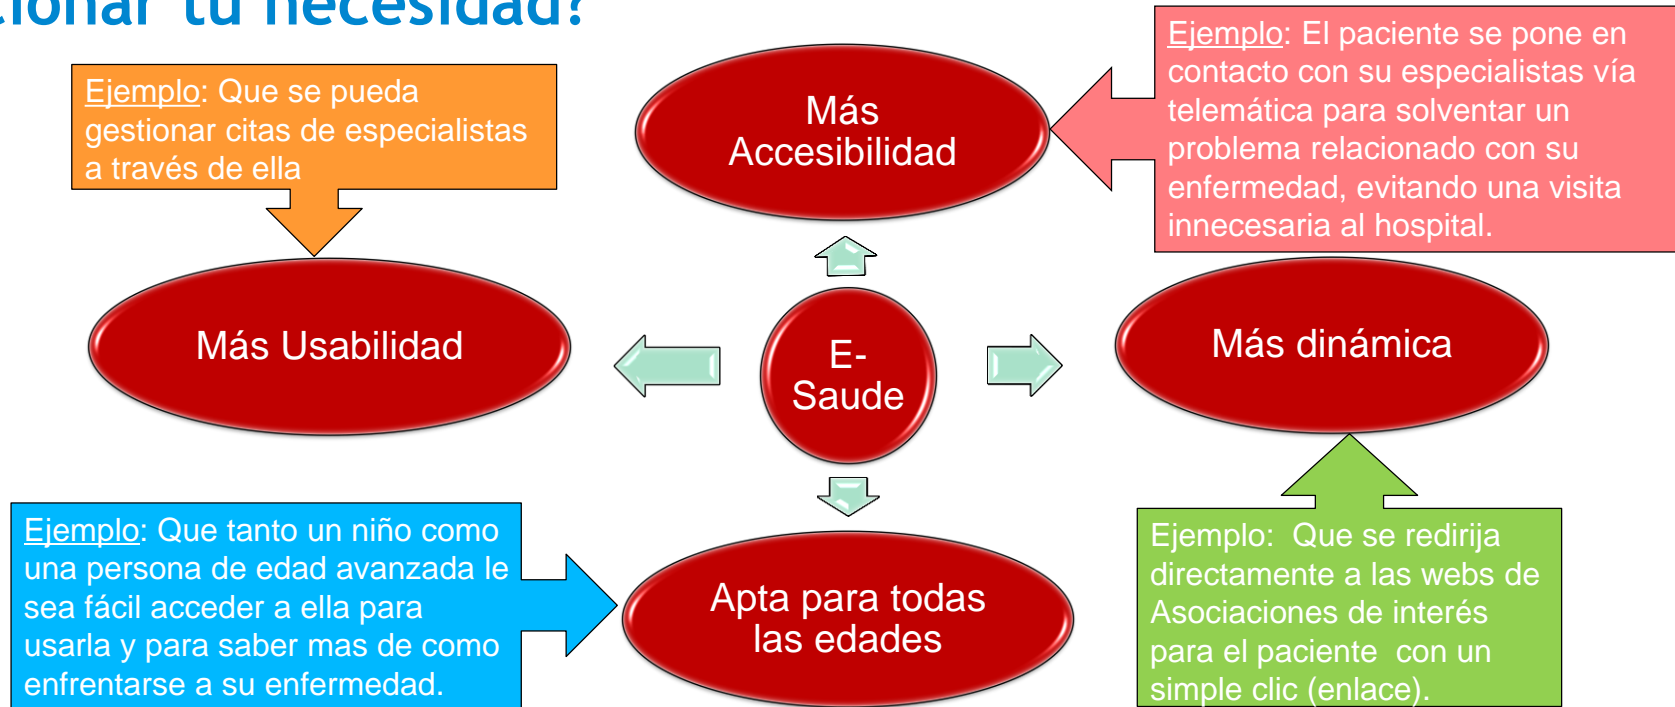 tu necesidad?
Ejemplo: Que se pueda
gestionar citas de especialistas
a través de ella
Más
Accesibilidad
Ejemplo: El paciente se pone en
contacto con su especialistas vía
telemática para solventar un
problema relacionado con su
enfermedad, evitando una visita
innecesaria al hospital.
Más Usabilidad
E-
Saude
Más dinámica
Ejemplo: Que tanto un niño como
una persona de edad avanzada le
sea fácil acceder a ella para
usarla y para saber mas de como
enfrentarse a su enfermedad.
Apta para todas
las edades
Ejemplo:  Que se redirija
directamente a las webs de
Asociaciones de interés
para el paciente  con un
simple clic (enlace).